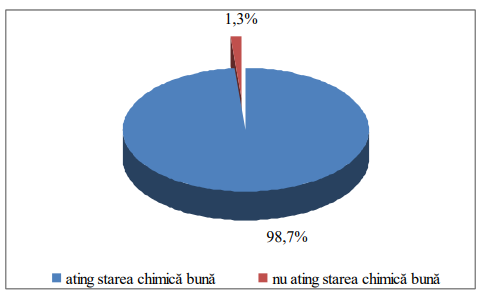 1,3%
98,7%
ating starea chimică bună
nu ating starea chimică bună